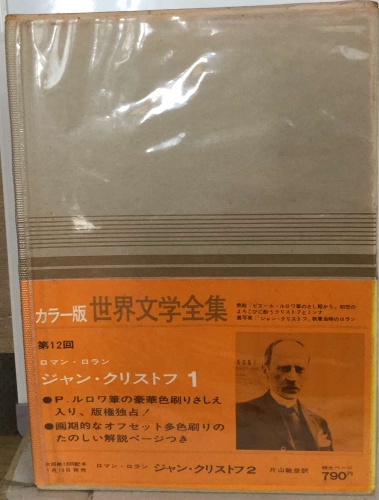 カラー版 世界文学全集
第12回
ロマン・ロラン
ジャン・クリストフ 1
●P.ルロワ筆の豪華色刷りさしえ
入り、版権独占!
●画期的なオフセット多色刷りの
たのしい解説ページつき
ロマン・ロラン
ジャン・クリストフ2
片山敏彦訳
790円